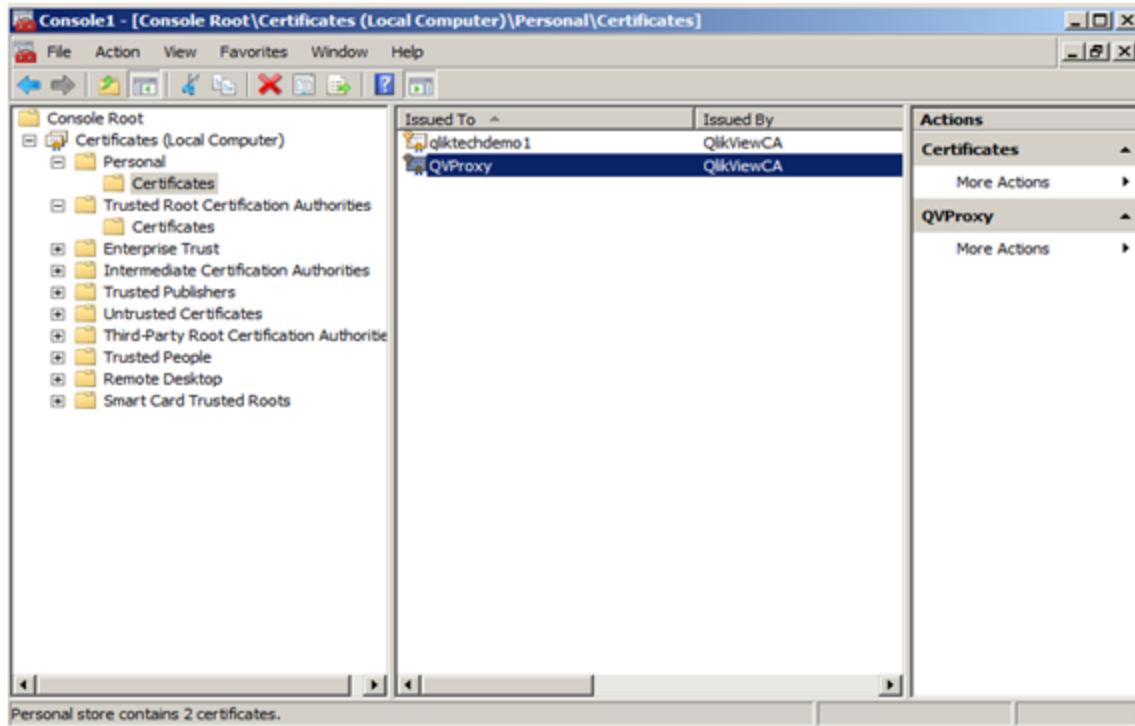 Console1 - [Console Root\Certificates (Local Computer)\Personal\Certificates]
File Action View Favorites Window Help
Console Root
Certificates (Local Computer)
Personal
Certificates
Trusted Root Certification Authorities
Certificates
Enterprise Trust
Intermediate Certification Authorities
Trusted Publishers
Untrusted Certificates
Third-Party Root Certification Authoritie
Trusted People
Remote Desktop
Smart Card Trusted Roots
Issued To Issued By
qliktechdemo1 QlikViewCA
QVProxy QlikViewCA
Actions
Certificates
More Actions
QVProxy
More Actions
Personal store contains 2 certificates.